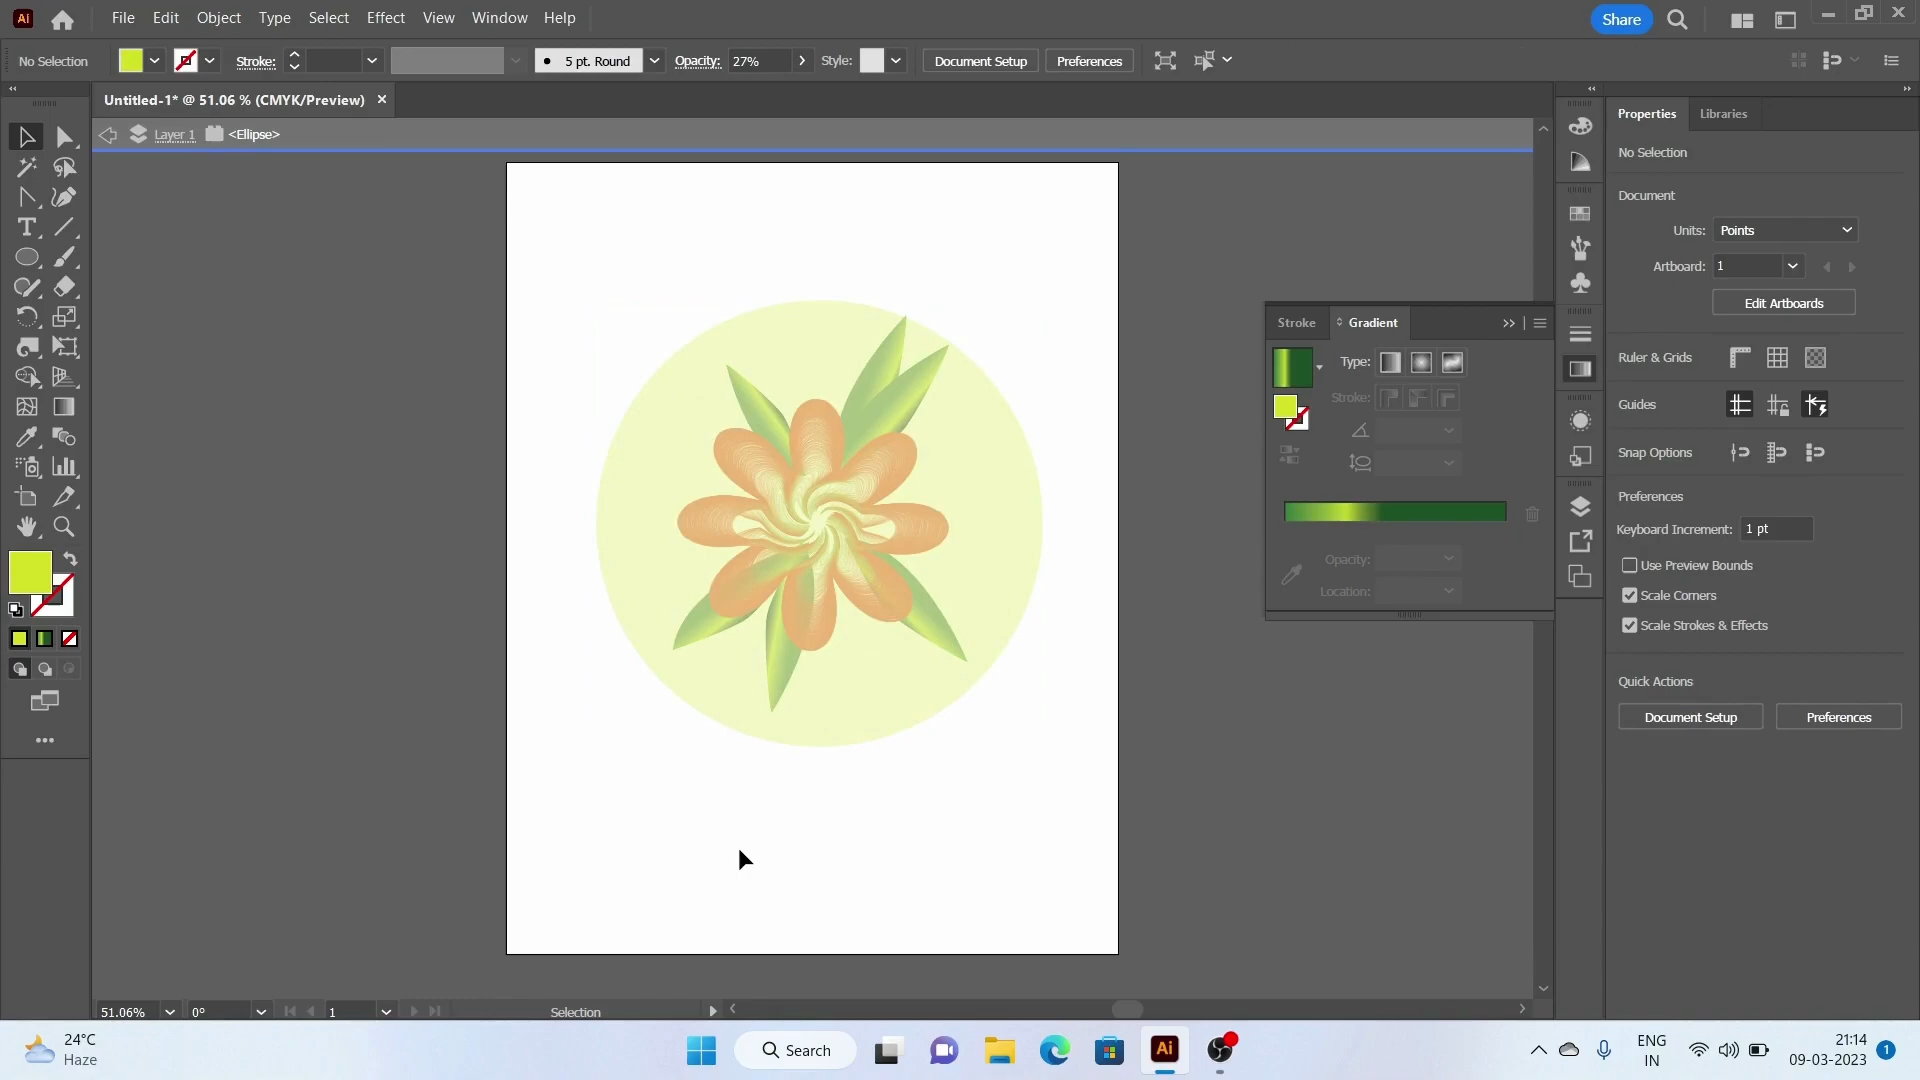 Ai File Edit Object Type Select Effect View Window Help Share
No Selection Stroke: 5 pt. Round Opacity: 27% Style: Document Setup Preferences
Untitled-1* @ 51.06 % (CMYK/Preview)
Layer 1 <Ellipse>
Properties Libraries
No Selection
Document
Units: Points
Artboard: 1
Edit Artboards
Ruler & Grids
Guides
Snap Options
Preferences
Keyboard Increment: 1 pt
Use Preview Bounds
Scale Corners
Scale Strokes & Effects
Quick Actions
Document Setup Preferences
Stroke Gradient
Type:
Stroke:
Opacity:
Location:
51.06% 0° 1 Selection
24°C
Haze
Search
Ai
ENG
IN
21:14
09-03-2023
1